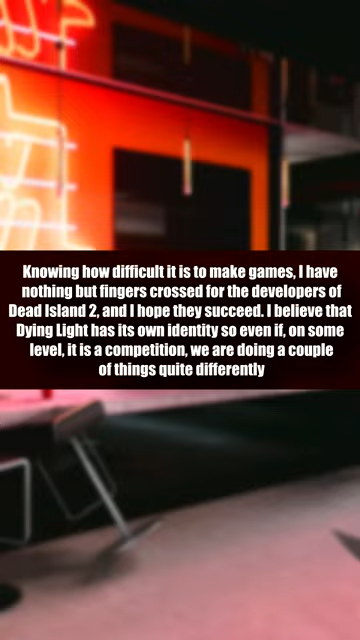 Knowing how difficult it is to make games, I have
nothing but fingers crossed for the developers of
Dead Island 2, and I hope they succeed. I believe that
Dying Light has its own identity so even if, on some
level, it is a competition, we are doing a couple
of things quite differently